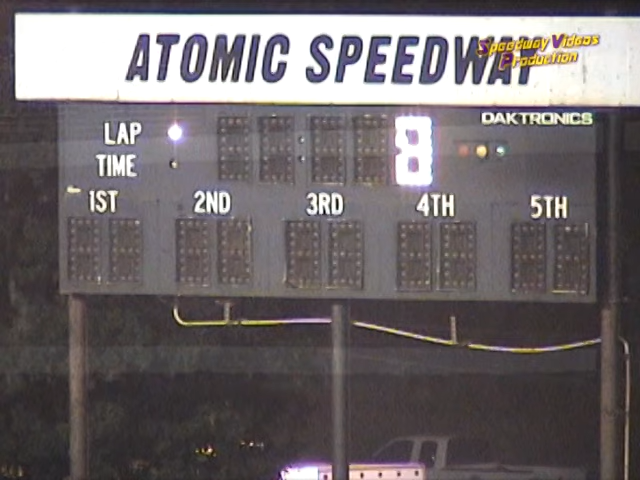 ATOMIC SPEEDWAY
Speedway Videos
Production
DAKTRONICS
LAP 8
TIME
1ST 2ND 3RD 4TH 5TH